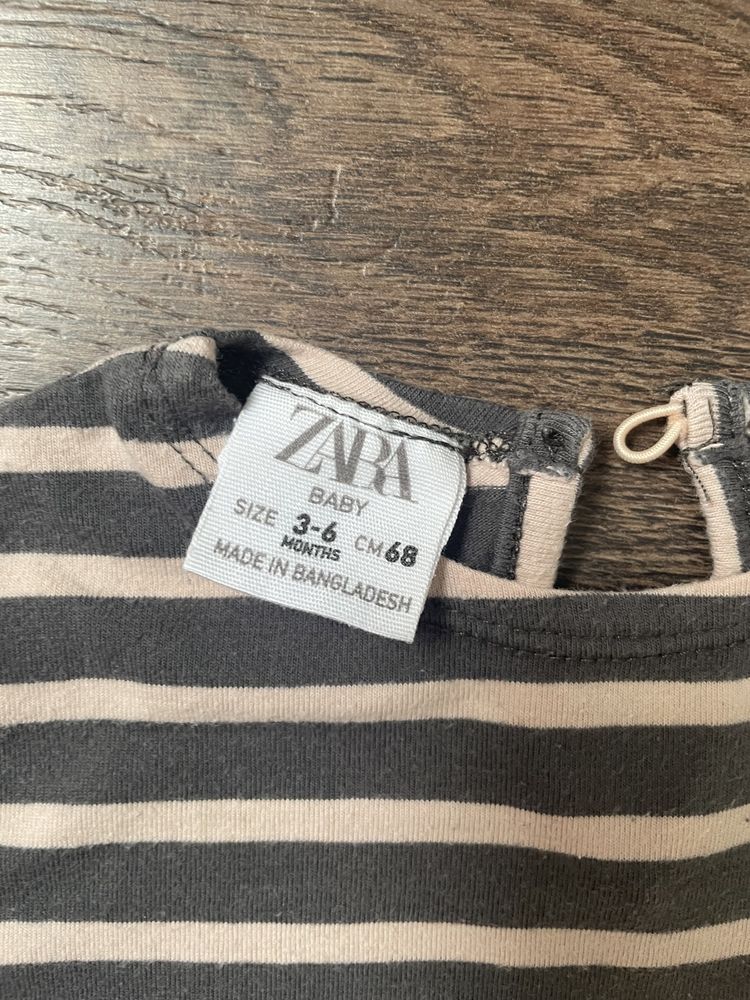 ZARA
BABY
SIZE 3-6 MONTHS CM 68
MADE IN BANGLADESH